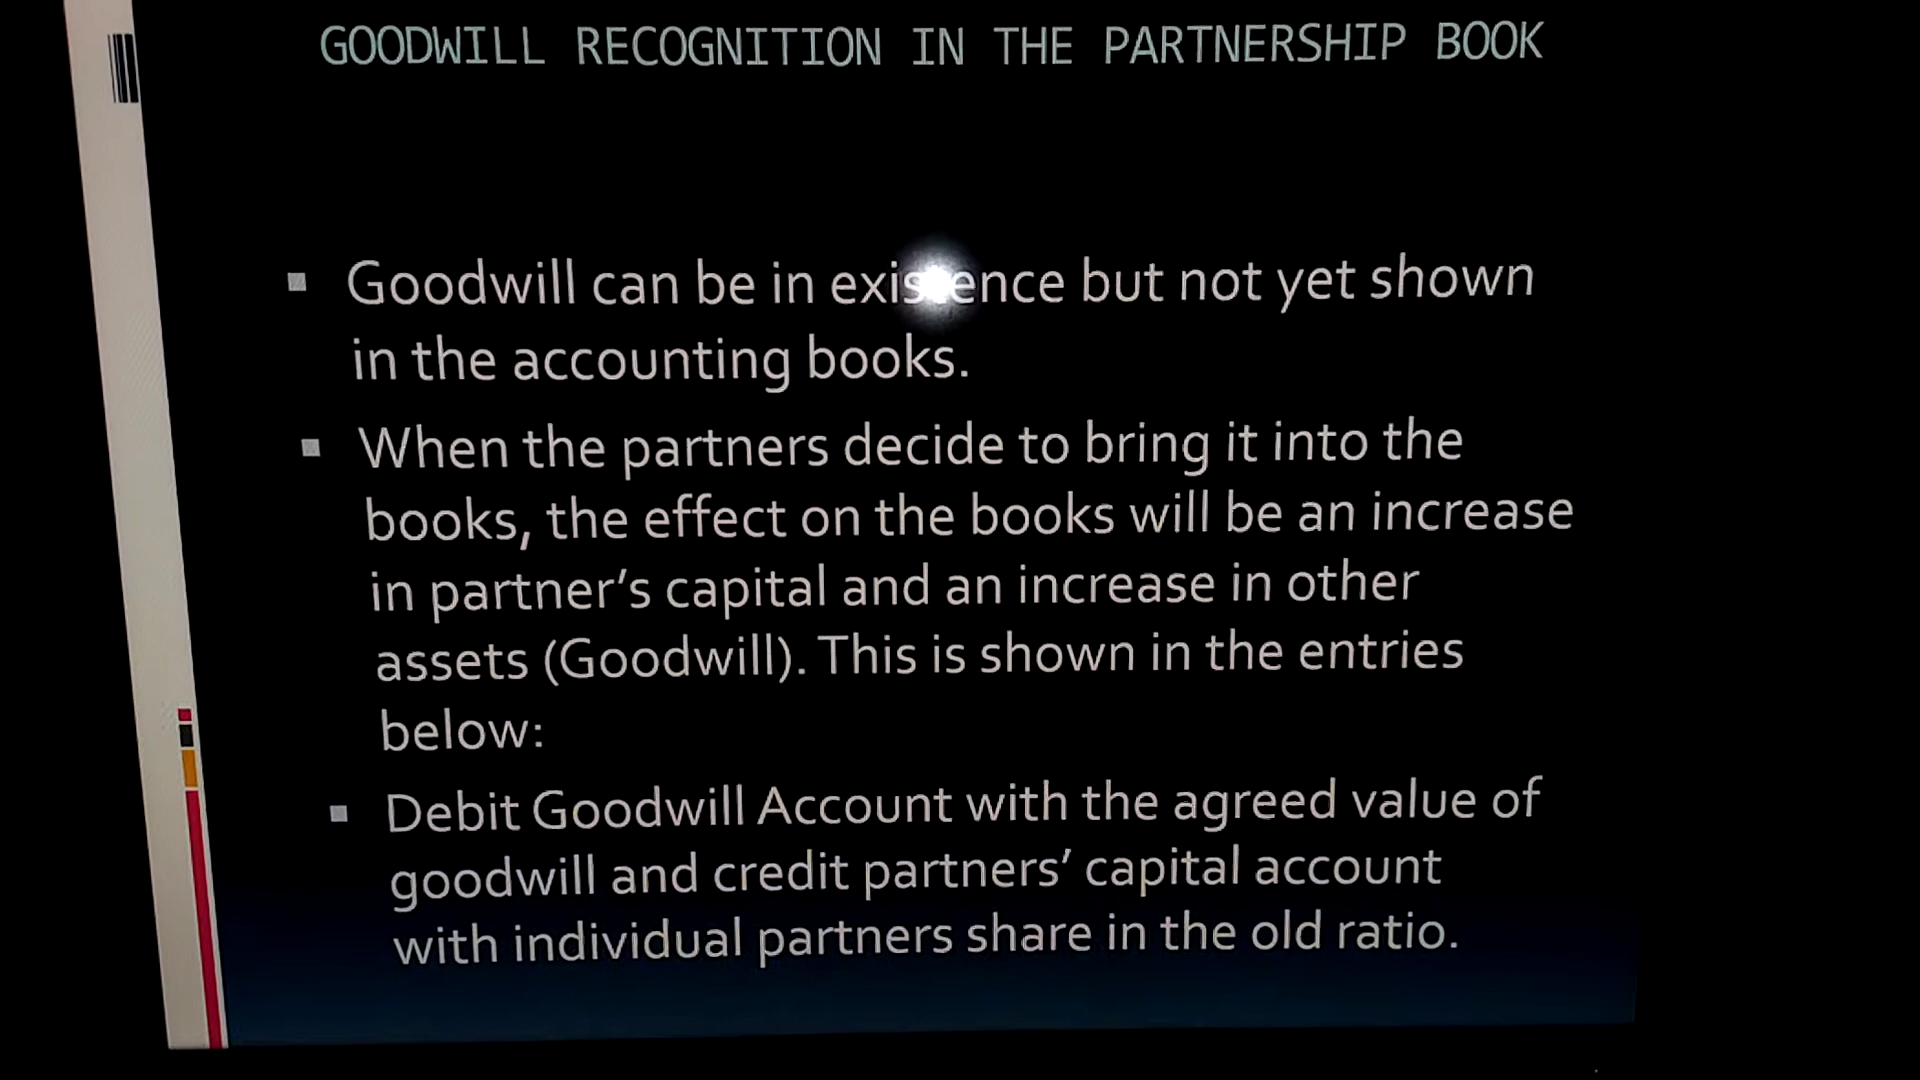 GOODWILL RECOGNITION IN THE PARTNERSHIP BOOK
Goodwill can be in existence but not yet shown
in the accounting books.
When the partners decide to bring it into the
books, the effect on the books will be an increase
in partner’s capital and an increase in other
assets (Goodwill). This is shown in the entries
below:
Debit Goodwill Account with the agreed value of
goodwill and credit partners’ capital account
with individual partners share in the old ratio.